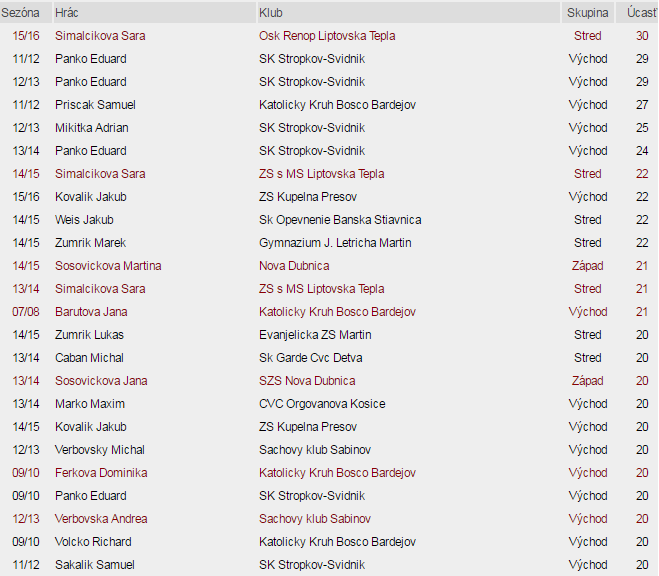 Sezóna Hrác Klub Skupina Úcasť
15/16 Simalcikova Sara Osk Renop Liptovska Tepla Stred 30
11/12 Panko Eduard SK Stropkov-Svidnik Východ 29
12/13 Panko Eduard SK Stropkov-Svidnik Východ 29
11/12 Priscak Samuel Katolicky Kruh Bosco Bardejov Východ 27
12/13 Mikitka Adrian SK Stropkov-Svidnik Východ 25
13/14 Panko Eduard SK Stropkov-Svidnik Východ 24
14/15 Simalcikova Sara ZS s MS Liptovska Tepla Stred 22
15/16 Kovalik Jakub ZS Kupelna Presov Východ 22
14/15 Weis Jakub Sk Opevnenie Banska Stiavnica Stred 22
14/15 Zumrik Marek Gymnazium J. Letricha Martin Stred 22
14/15 Sosovickova Martina Nova Dubnica Západ 21
13/14 Simalcikova Sara ZS s MS Liptovska Tepla Stred 21
07/08 Barutova Jana Katolicky Kruh Bosco Bardejov Východ 21
14/15 Zumrik Lukas Evanjelicka ZS Martin Stred 20
13/14 Caban Michal Sk Garde Cvc Detva Stred 20
13/14 Sosovickova Jana SZS Nova Dubnica Západ 20
13/14 Marko Maxim CVC Orgovanova Kosice Východ 20
14/15 Kovalik Jakub ZS Kupelna Presov Východ 20
12/13 Verbovsky Michal Sachovy klub Sabinov Východ 20
09/10 Ferkova Dominika Katolicky Kruh Bosco Bardejov Východ 20
09/10 Panko Eduard SK Stropkov-Svidnik Východ 20
12/13 Verbovska Andrea Sachovy klub Sabinov Východ 20
09/10 Volcko Richard Katolicky Kruh Bosco Bardejov Východ 20
11/12 Sakalik Samuel SK Stropkov-Svidnik Východ 20